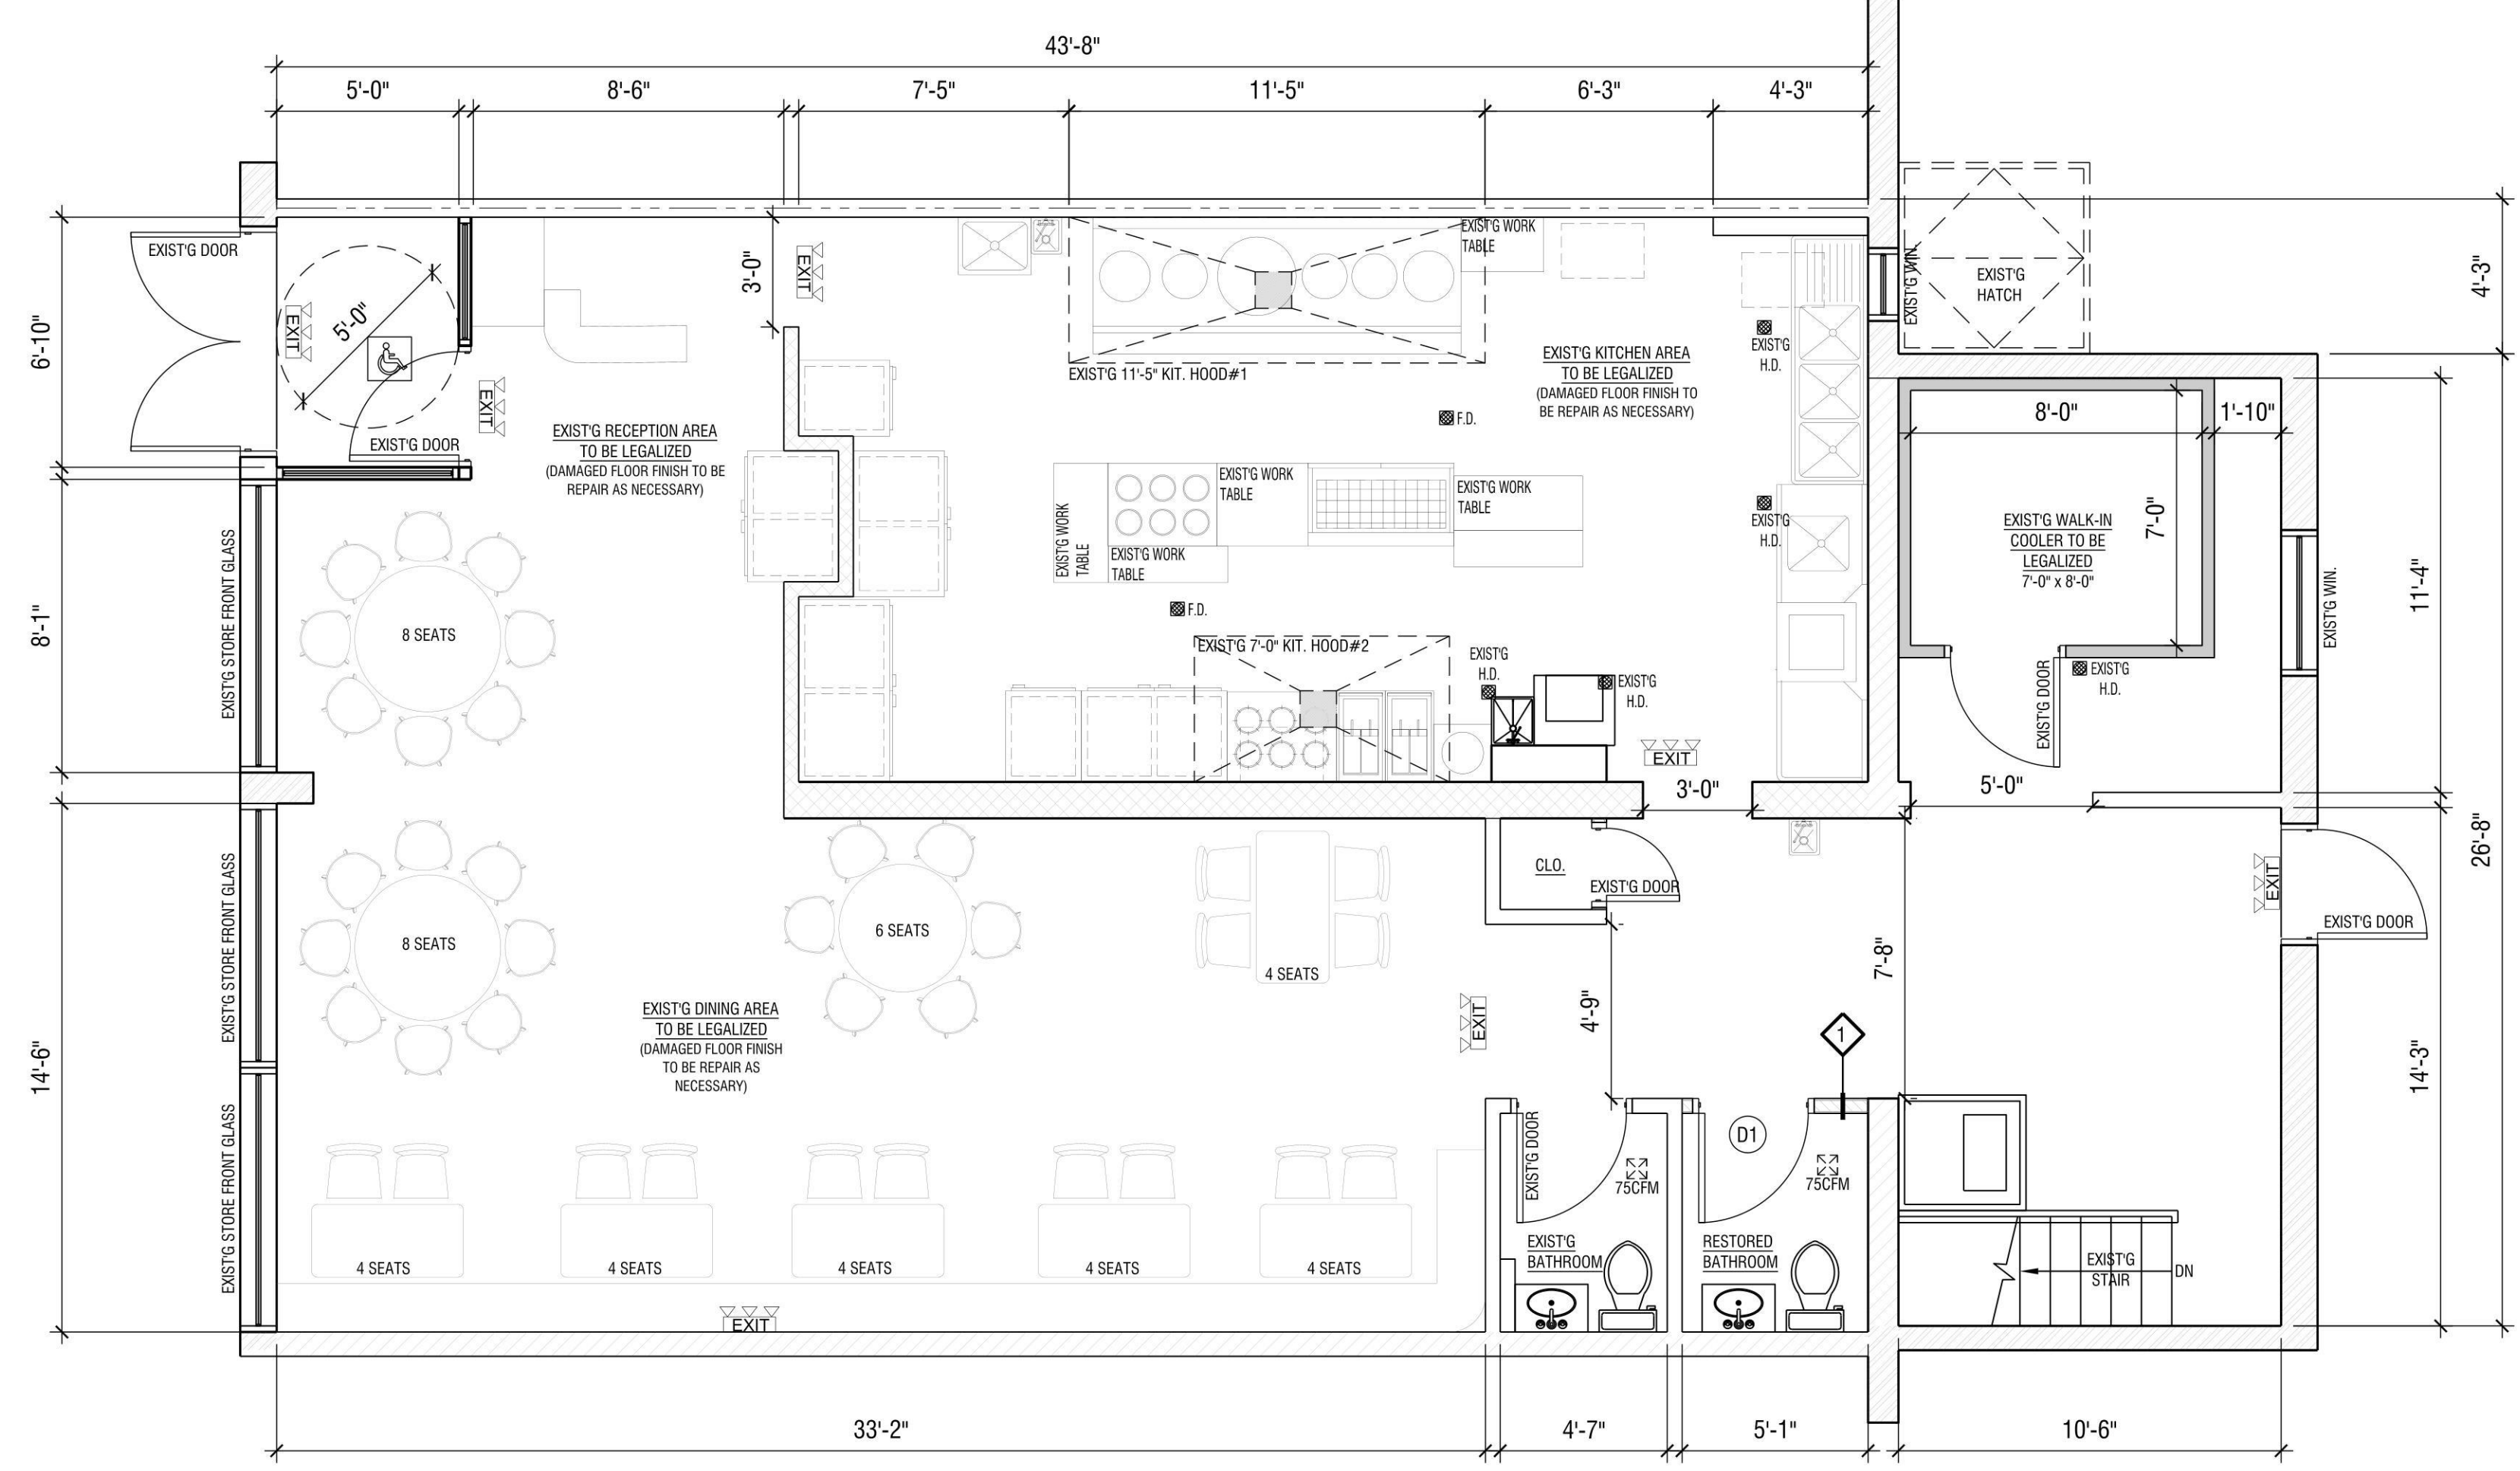 43'-8"
5'-0"
8'-6"
7'-5"
11'-5"
6'-3"
4'-3"
EXIST'G DOOR
EXIT
5'-0"
EXIST'G DOOR
EXIT
6'-10"
3'-0"
EXIT
EXIST'G RECEPTION AREA
TO BE LEGALIZED
(DAMAGED FLOOR FINISH TO BE
REPAIR AS NECESSARY)
EXIST'G WORK
TABLE
EXIST'G 11'-5" KIT. HOOD#1
F.D.
EXIST'G KITCHEN AREA
TO BE LEGALIZED
(DAMAGED FLOOR FINISH TO
BE REPAIR AS NECESSARY)
EXIST'G
H.D.
EXIST'G WIN.
EXIST'G
HATCH
4'-3"
8'-0"
1'-10"
7'-0"
EXIST'G WALK-IN
COOLER TO BE
LEGALIZED
7'-0" x 8'-0"
EXIST'G WORK
TABLE
EXIST'G WORK
TABLE
EXIST'G WORK
TABLE
EXIST'G WORK
TABLE
EXIST'G
H.D.
F.D.
EXIST'G 7'-0" KIT. HOOD#2
EXIST'G
H.D.
EXIST'G
H.D.
EXIT
3'-0"
EXIST'G DOOR
EXIST'G
H.D.
5'-0"
EXIST'G WIN.
11'-4"
26'-8"
EXIST'G STORE FRONT GLASS
8'-1"
8 SEATS
8 SEATS
6 SEATS
4 SEATS
CLO.
EXIST'G DOOR
EXIT
EXIST'G DOOR
7'-8"
4'-9"
EXIT
1
14'-3"
EXIST'G STORE FRONT GLASS
14'-6"
EXIST'G DINING AREA
TO BE LEGALIZED
(DAMAGED FLOOR FINISH
TO BE REPAIR AS
NECESSARY)
EXIST'G STORE FRONT GLASS
EXIST'G DOOR
75CFM
D1
75CFM
4 SEATS
4 SEATS
4 SEATS
4 SEATS
4 SEATS
EXIST'G
BATHROOM
RESTORED
BATHROOM
EXIST'G
STAIR
DN
EXIT
33'-2"
4'-7"
5'-1"
10'-6"